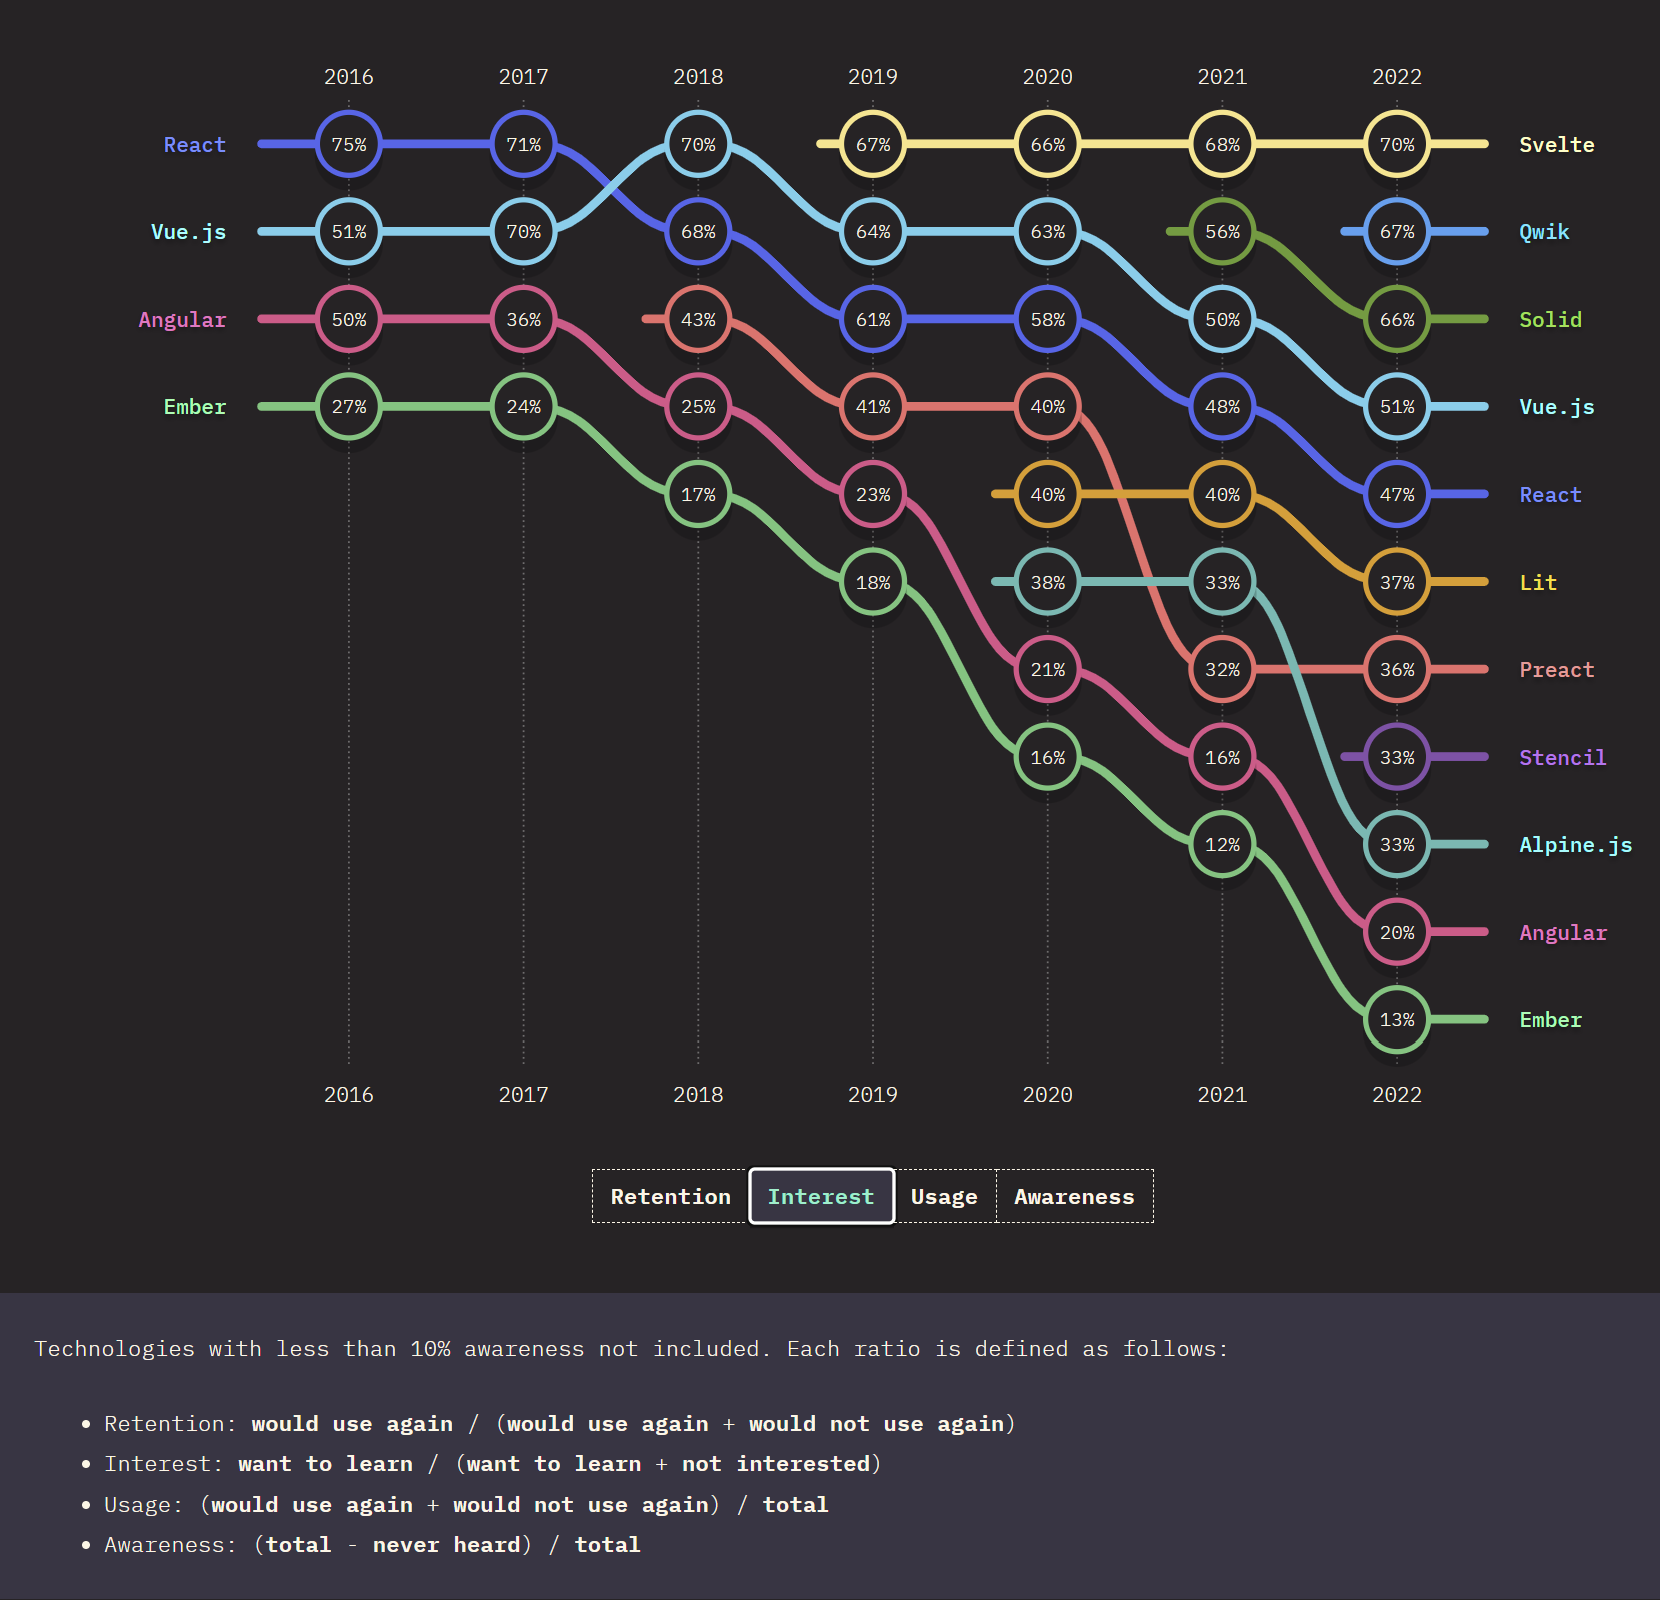 2016 2017 2018 2019 2020 2021 2022
React 75% 71% 70% 67% 66% 68% 70% Svelte
Vue.js 51% 70% 68% 64% 63% 56% 67% Qwik
Angular 50% 36% 43% 61% 58% 50% 66% Solid
Ember 27% 24% 25% 41% 40% 48% 51% Vue.js
17% 23% 40% 40% 47% React
18% 38% 33% 37% Lit
21% 32% 36% Preact
16% 16% 33% Stencil
12% 33% Alpine.js
20% Angular
13% Ember
2016 2017 2018 2019 2020 2021 2022
Retention Interest Usage Awareness
Technologies with less than 10% awareness not included. Each ratio is defined as follows:
• Retention: would use again / (would use again + would not use again)
• Interest: want to learn / (want to learn + not interested)
• Usage: (would use again + would not use again) / total
• Awareness: (total - never heard) / total